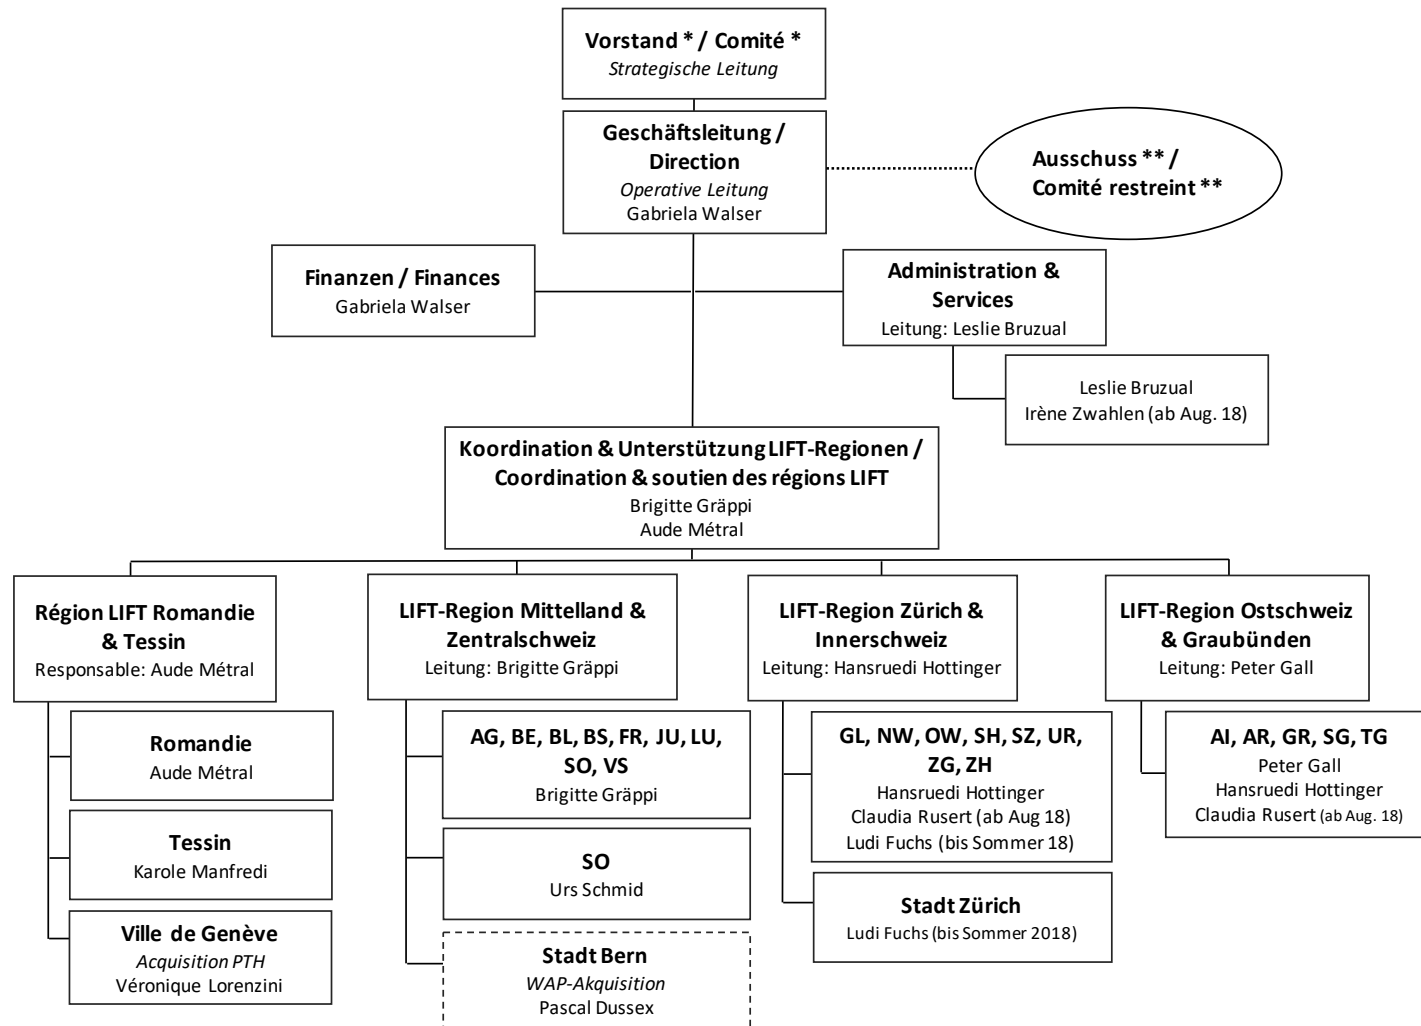 Vorstand * / Comité *
Strategische Leitung
Geschäftsleitung /
Direction
Operative Leitung
Gabriela Walser
Ausschuss ** /
Comité restreint **
Finanzen / Finances
Gabriela Walser
Administration &
Services
Leitung: Leslie Bruzual
Leslie Bruzual
Irène Zwahlen (ab Aug. 18)
Koordination & Unterstützung LIFT-Regionen /
Coordination & soutien des régions LIFT
Brigitte Gräppi
Aude Métral
Région LIFT Romandie
& Tessin
Responsable: Aude Métral
Romandie
Aude Métral
Tessin
Karole Manfredi
Ville de Genève
Acquisition PTH
Véronique Lorenzini
LIFT-Region Mittelland &
Zentralschweiz
Leitung: Brigitte Gräppi
AG, BE, BL, BS, FR, JU, LU,
SO, VS
Brigitte Gräppi
SO
Urs Schmid
Stadt Bern
WAP-Akquisition
Pascal Dussex
LIFT-Region Zürich &
Innerschweiz
Leitung: Hansruedi Hottinger
GL, NW, OW, SH, SZ, UR,
ZG, ZH
Hansruedi Hottinger
Claudia Rusert (ab Aug 18)
Ludi Fuchs (bis Sommer 18)
Stadt Zürich
Ludi Fuchs (bis Sommer 2018)
LIFT-Region Ostschweiz
& Graubünden
Leitung: Peter Gall
AI, AR, GR, SG, TG
Peter Gall
Hansruedi Hottinger
Claudia Rusert (ab Aug. 18)